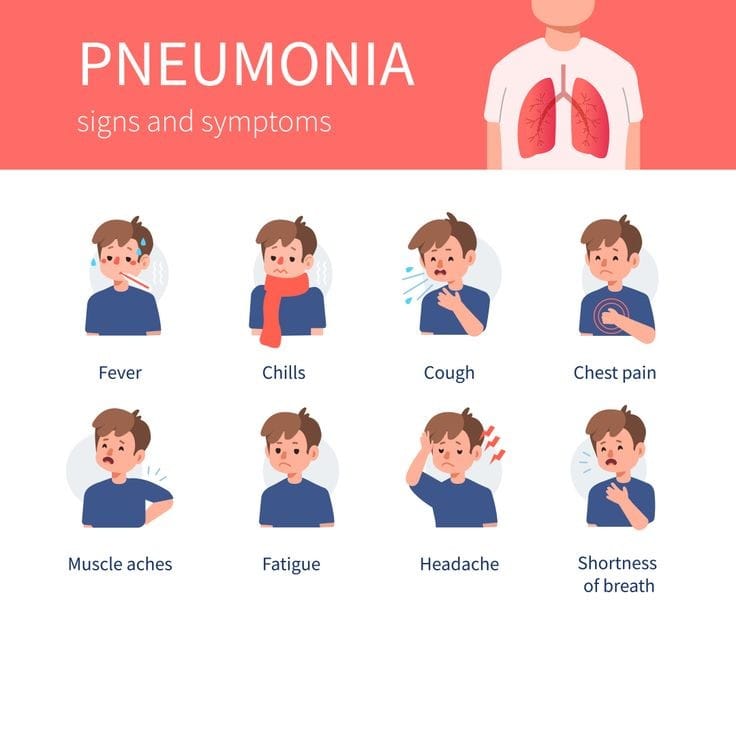 PNEUMONIA
signs and symptoms
Fever
Chills
Cough
Chest pain
Muscle aches
Fatigue
Headache
Shortness
of breath